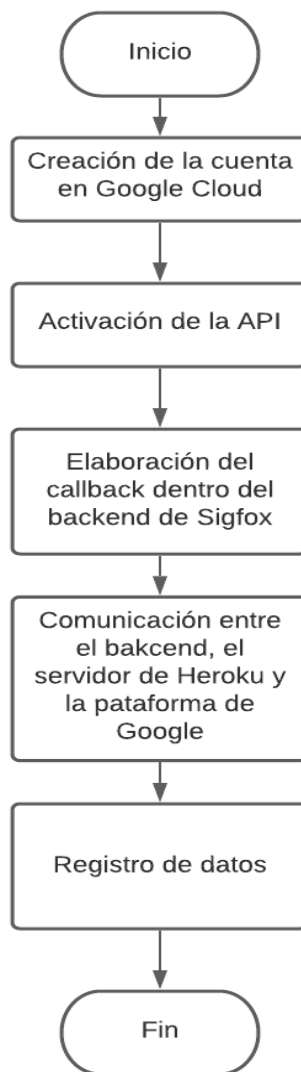 Inicio
Creación de la cuenta
en Google Cloud
Activación de la API
Elaboración del
callback dentro del
backend de Sigfox
Comunicación entre
el bakcend, el
servidor de Heroku y
la pataforma de
Google
Registro de datos
Fin